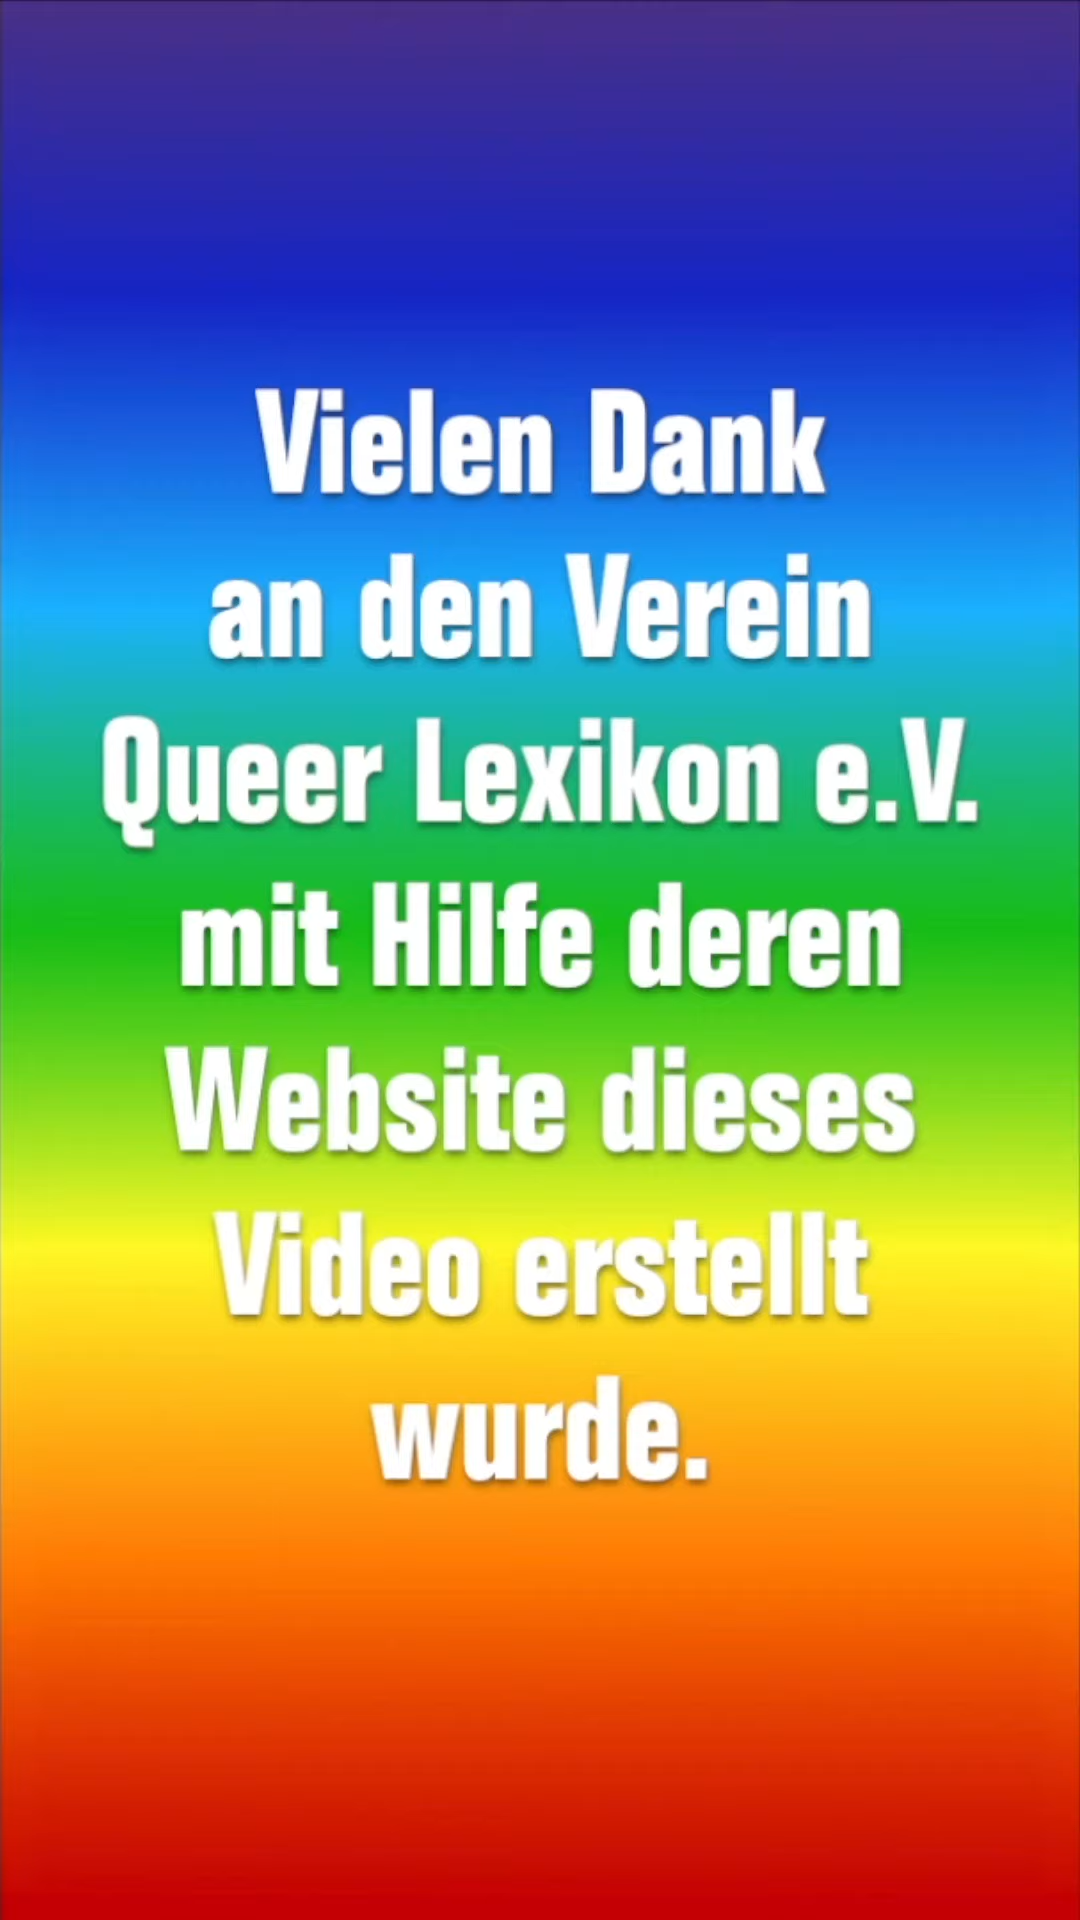 Vielen Dank
an den Verein
Queer Lexikon e.V.
mit Hilfe deren
Website dieses
Video erstellt
wurde.